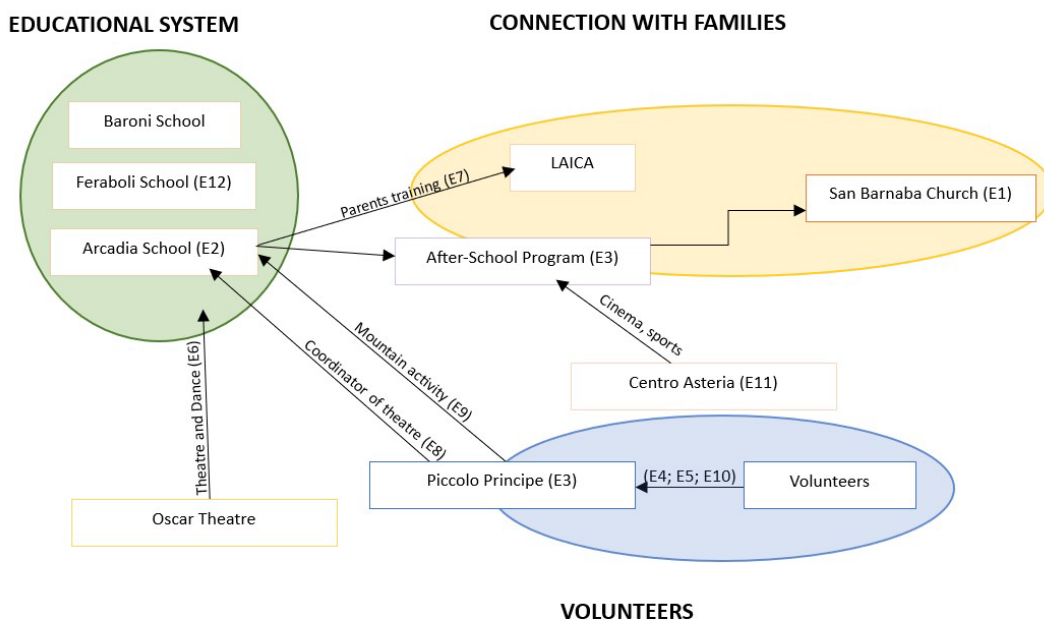 EDUCATIONAL SYSTEM
CONNECTION WITH FAMILIES
Baroni School
Feraboli School (E12)
Arcadia School (E2)
Parents training (E7)
LAICA
San Barnaba Church (E1)
After-School Program (E3)
Cinema, sports
Centro Asteria (E11)
Mountain activity (E9)
Coordinator of theatre (E8)
Theatre and Dance (E6)
Piccolo Principe (E3)
(E4; E5; E10)
Volunteers
Oscar Theatre
VOLUNTEERS